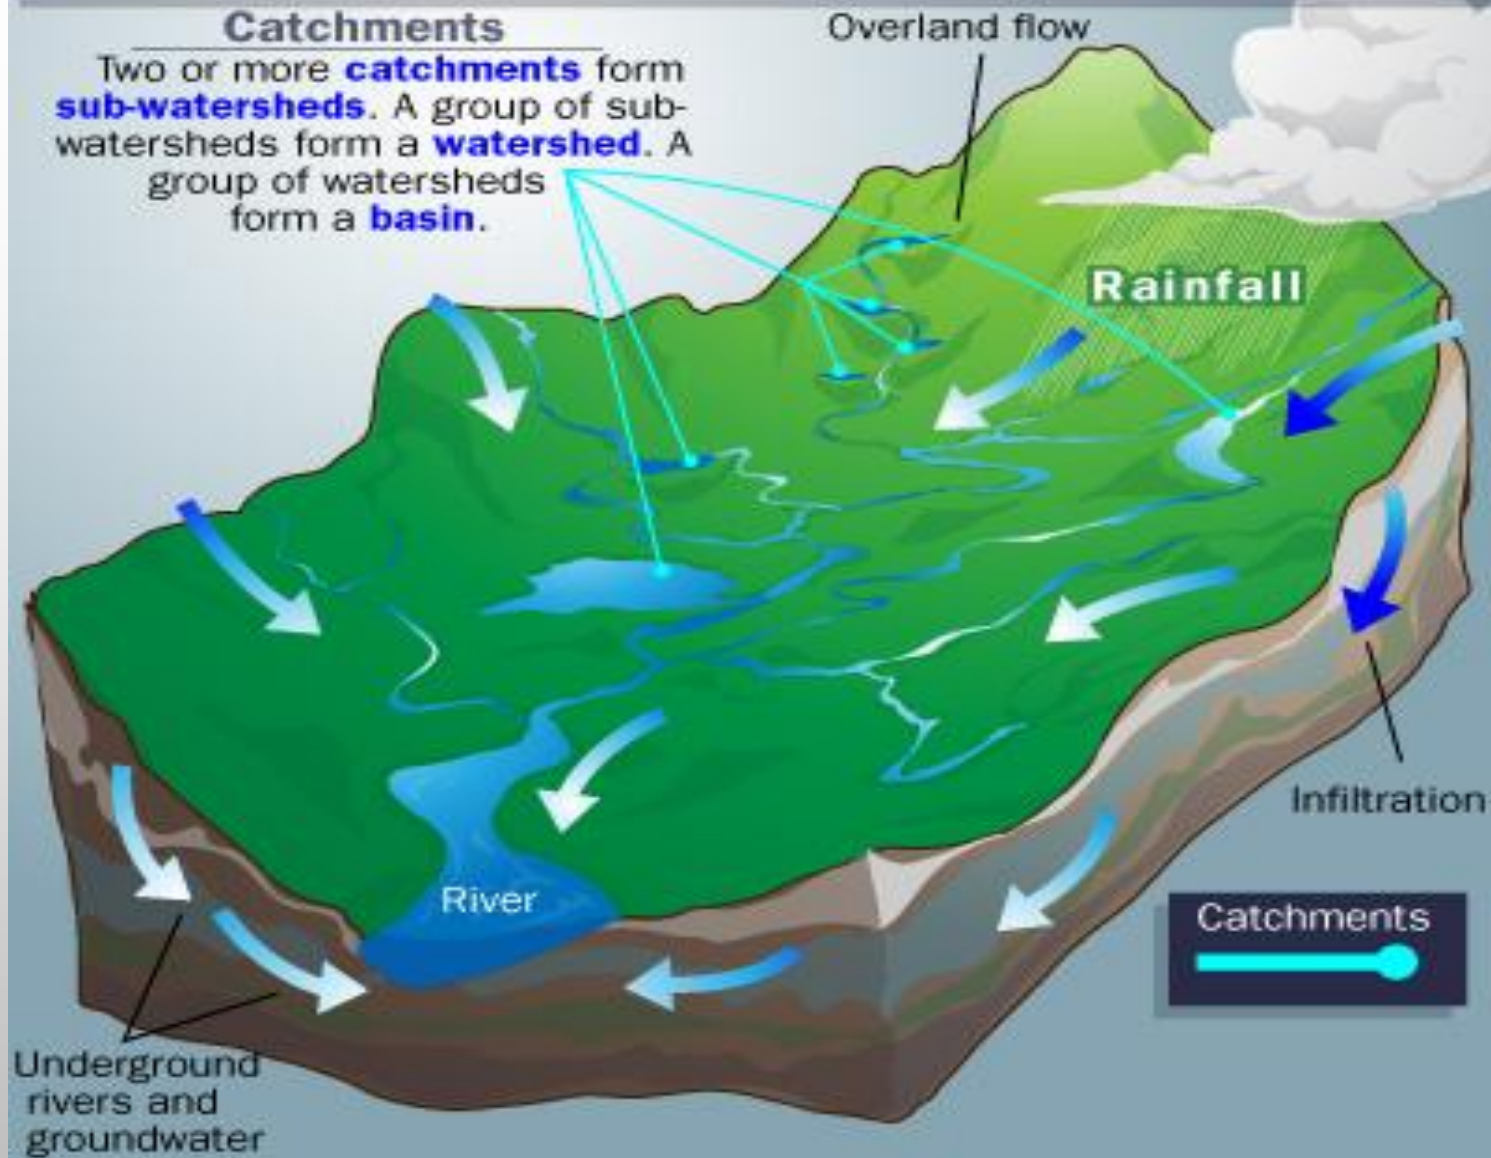 Catchments
Two or more catchments form
sub-watersheds. A group of sub-
watersheds form a watershed. A
group of watersheds
form a basin.
Overland flow
Rainfall
Infiltration
River
Catchments
Underground
rivers and
groundwater